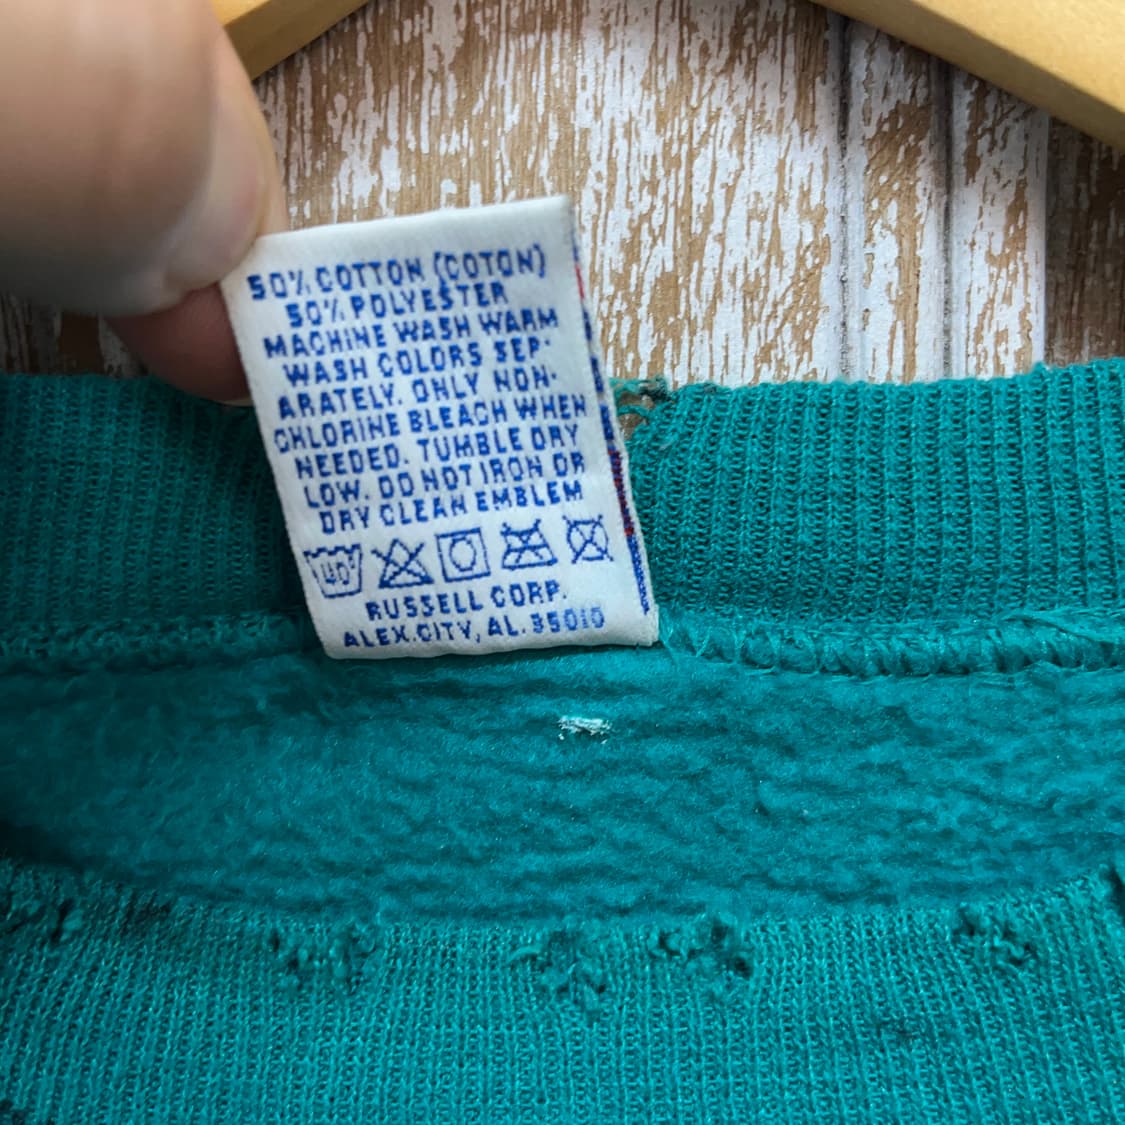 50% COTTON (COTON)
50% POLYESTER
MACHINE WASH WARM
WASH COLORS SEP-
ARATELY. ONLY NON-
CHLORINE BLEACH WHEN
NEEDED. TUMBLE DRY
LOW. DO NOT IRON OR
DRY CLEAN EMBLEM
40°
RUSSELL CORP.
ALEX.CITY, AL. 35010